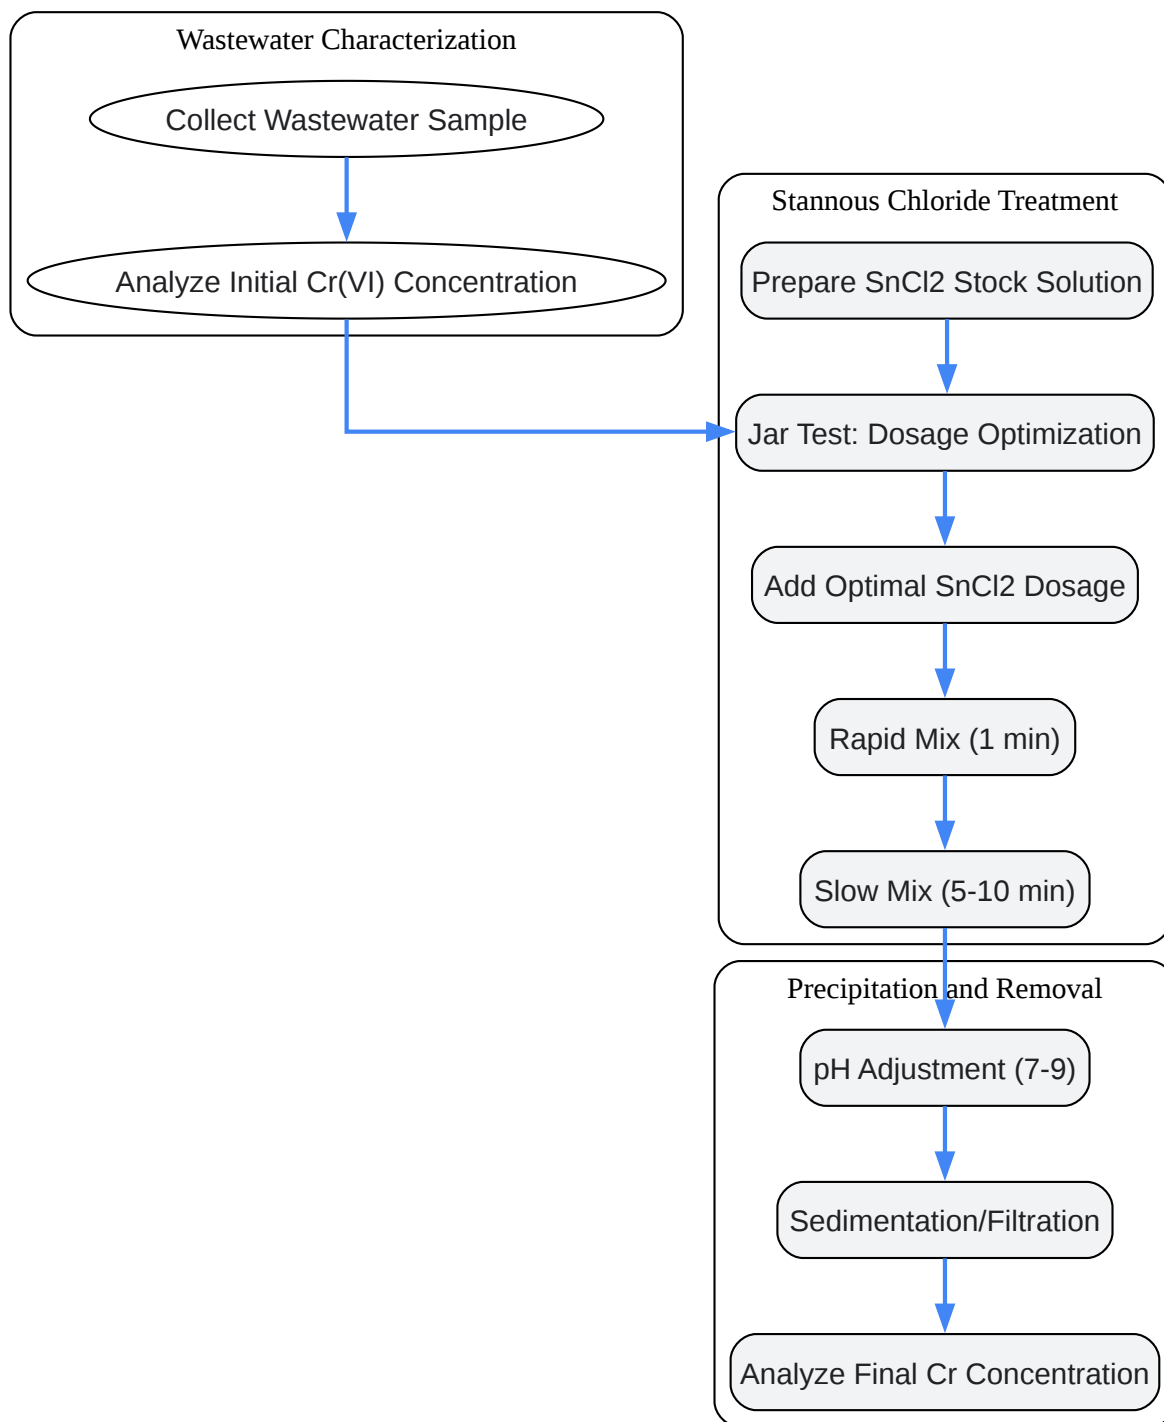 Wastewater Characterization
Collect Wastewater Sample
Analyze Initial Cr(VI) Concentration
Stannous Chloride Treatment
Prepare SnCl2 Stock Solution
Jar Test: Dosage Optimization
Add Optimal SnCl2 Dosage
Rapid Mix (1 min)
Slow Mix (5-10 min)
Precipitation and Removal
pH Adjustment (7-9)
Sedimentation/Filtration
Analyze Final Cr Concentration